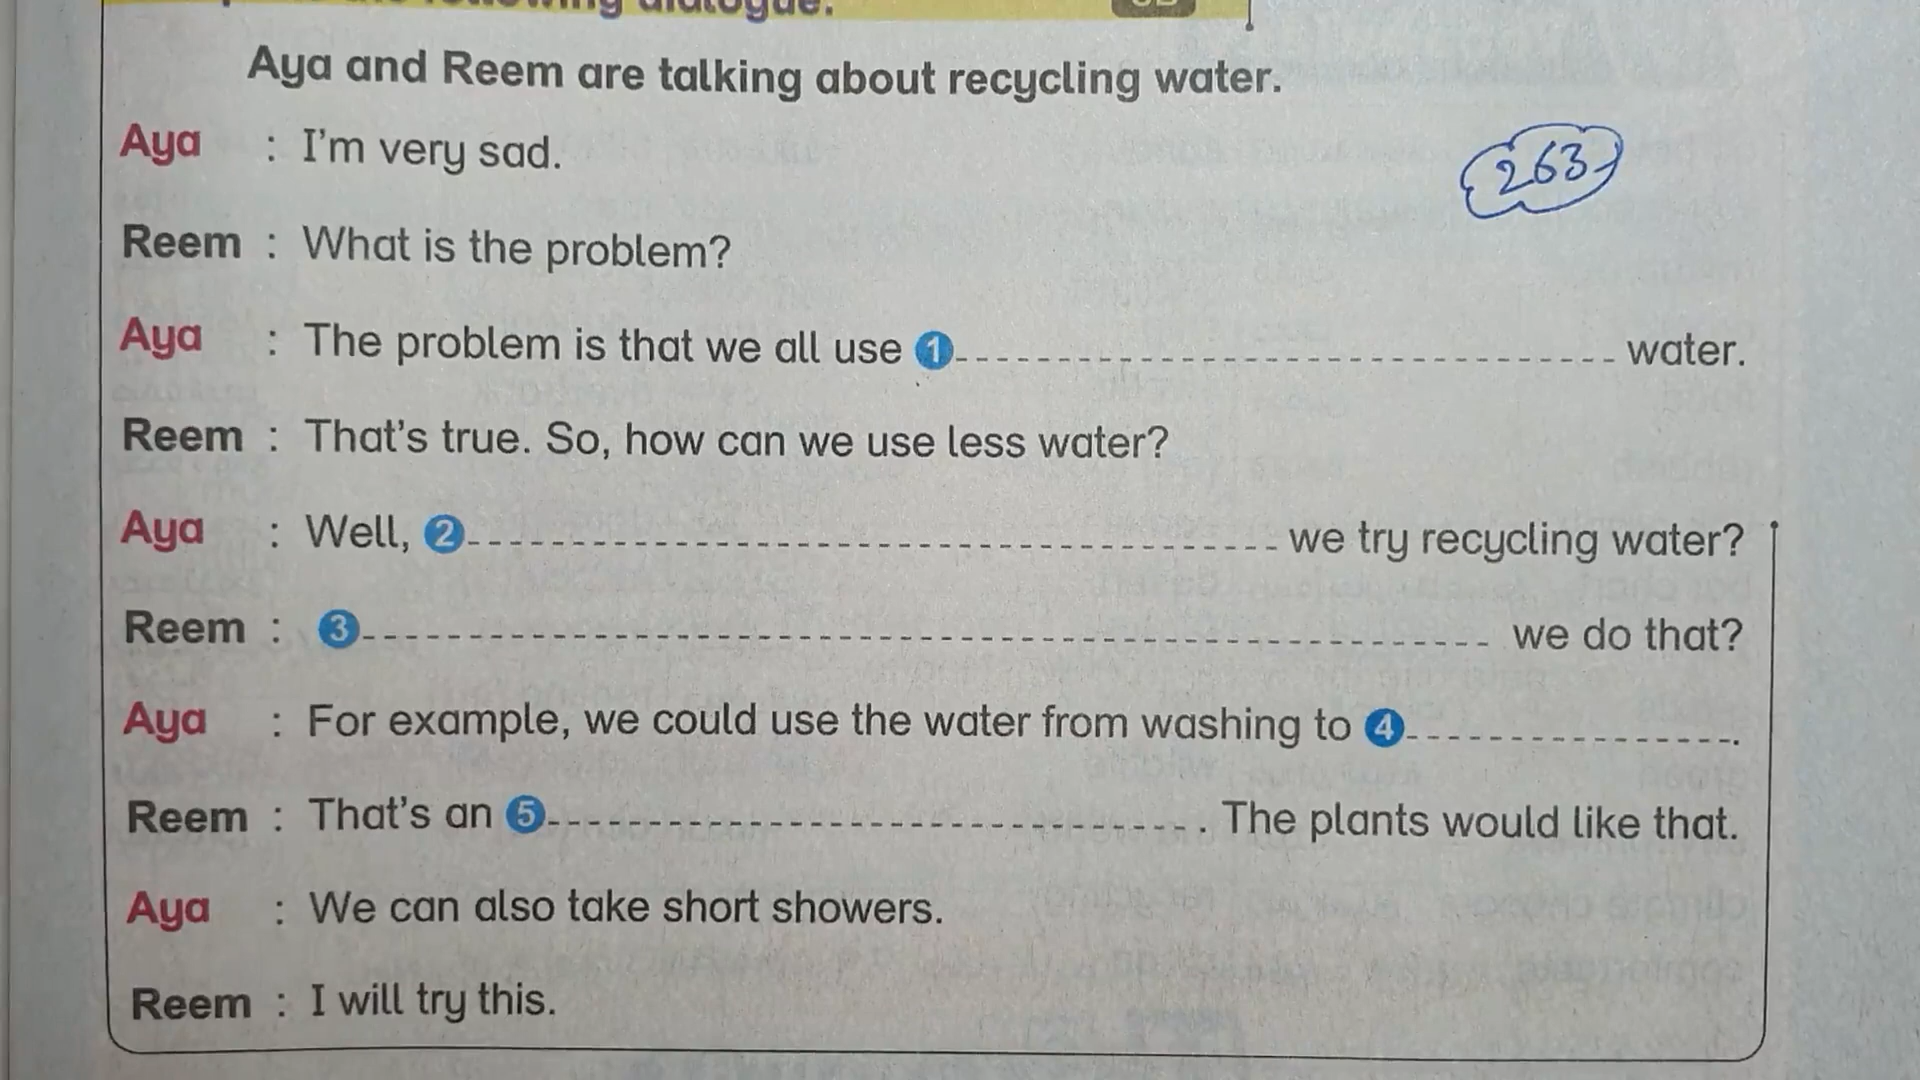 following dialogue.
Aya and Reem are talking about recycling water.
263
Aya : I'm very sad.
Reem : What is the problem?
Aya : The problem is that we all use 1 water.
Reem : That's true. So, how can we use less water?
Aya : Well, 2 we try recycling water?
Reem : 3 we do that?
Aya : For example, we could use the water from washing to 4 .
Reem : That's an 5 . The plants would like that.
Aya : We can also take short showers.
Reem : I will try this.